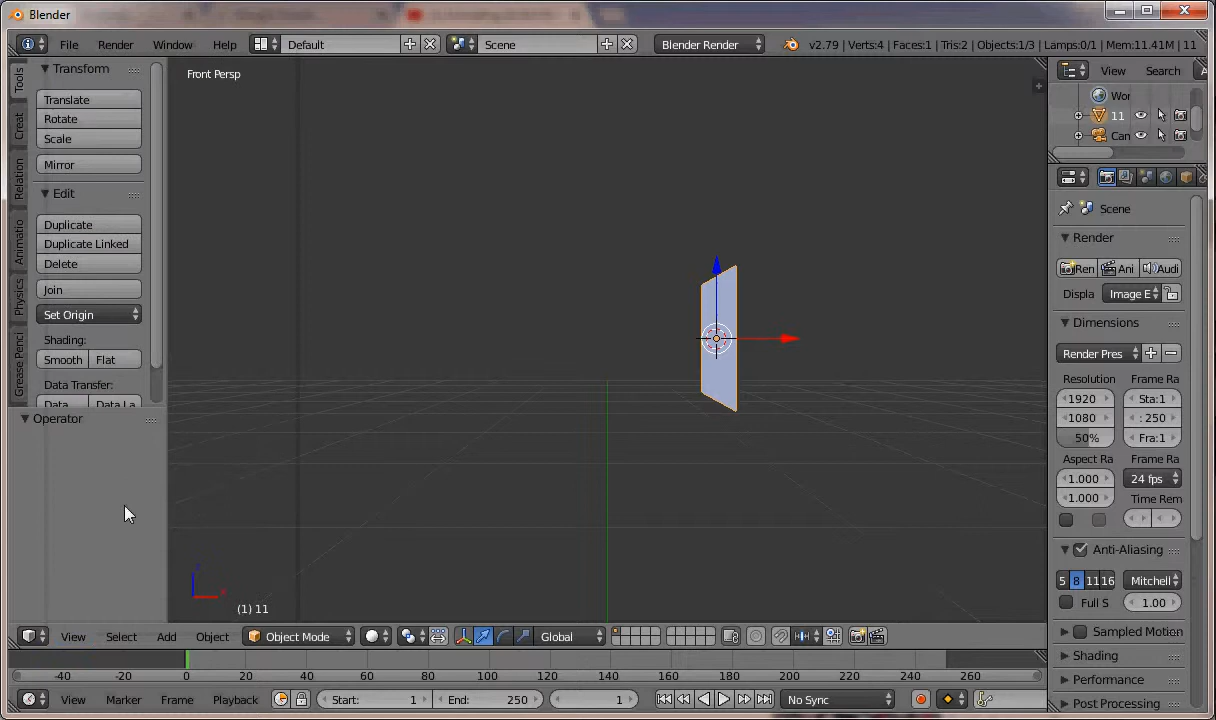 Blender
File Render Window Help Default Scene Blender Render v2.79 | Verts:4 | Faces:1 | Tris:2 | Objects:1/3 | Lamps:0/1 | Mem:11.41M | 11
Tools
Creat
Relation
Animatio
Physics
Grease Penci
Transform
Translate
Rotate
Scale
Mirror
Edit
Duplicate
Duplicate Linked
Delete
Join
Set Origin
Shading:
Smooth Flat
Data Transfer:
Data Data La
Operator
Front Persp
(1) 11
View Search A
Wor
11
Can
Scene
Render
Ren Ani Audi
Displa Image E
Dimensions
Render Pres
Resolution Frame Ra
1920 Sta:1
1080 : 250
50% Fra:1
Aspect Ra Frame Ra
1.000 24 fps
1.000 Time Rem
Anti-Aliasing
5 8 11 16 Mitchell
Full S 1.00
Sampled Motion
Shading
Performance
Post Processing
View Select Add Object Object Mode Global
-40 -20 0 20 40 60 80 100 120 140 160 180 200 220 240 260
View Marker Frame Playback Start: 1 End: 250 1 No Sync